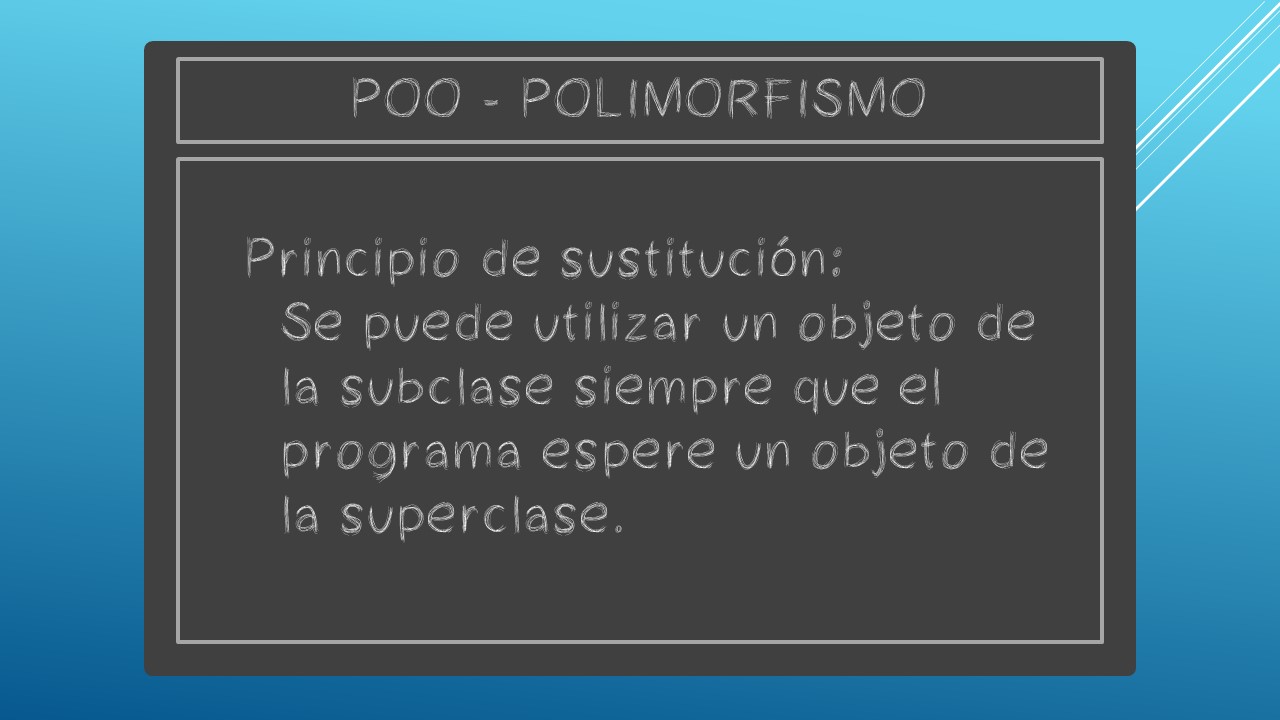 POO - POLIMORFISMO
Principio de sustitución:
Se puede utilizar un objeto de
la subclase siempre que el
programa espere un objeto de
la superclase.